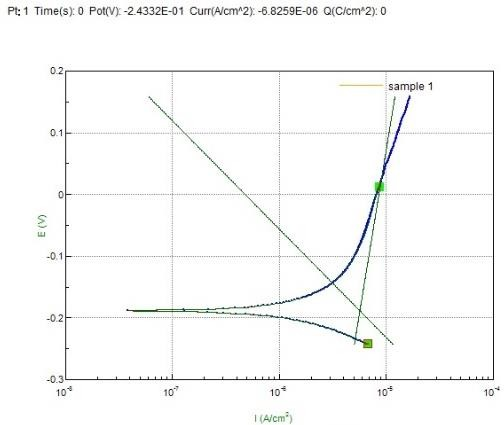 Pt: 1 Time(s): 0 Pot(V): -2.4332E-01 Curr(A/cm^2): -6.8259E-06 Q(C/cm^2): 0
sample 1
0.2
0.1
0
-0.1
-0.2
-0.3
E (V)
10⁻⁸ 10⁻⁷ 10⁻⁶ 10⁻⁵ 10⁻⁴
I (A/cm²)